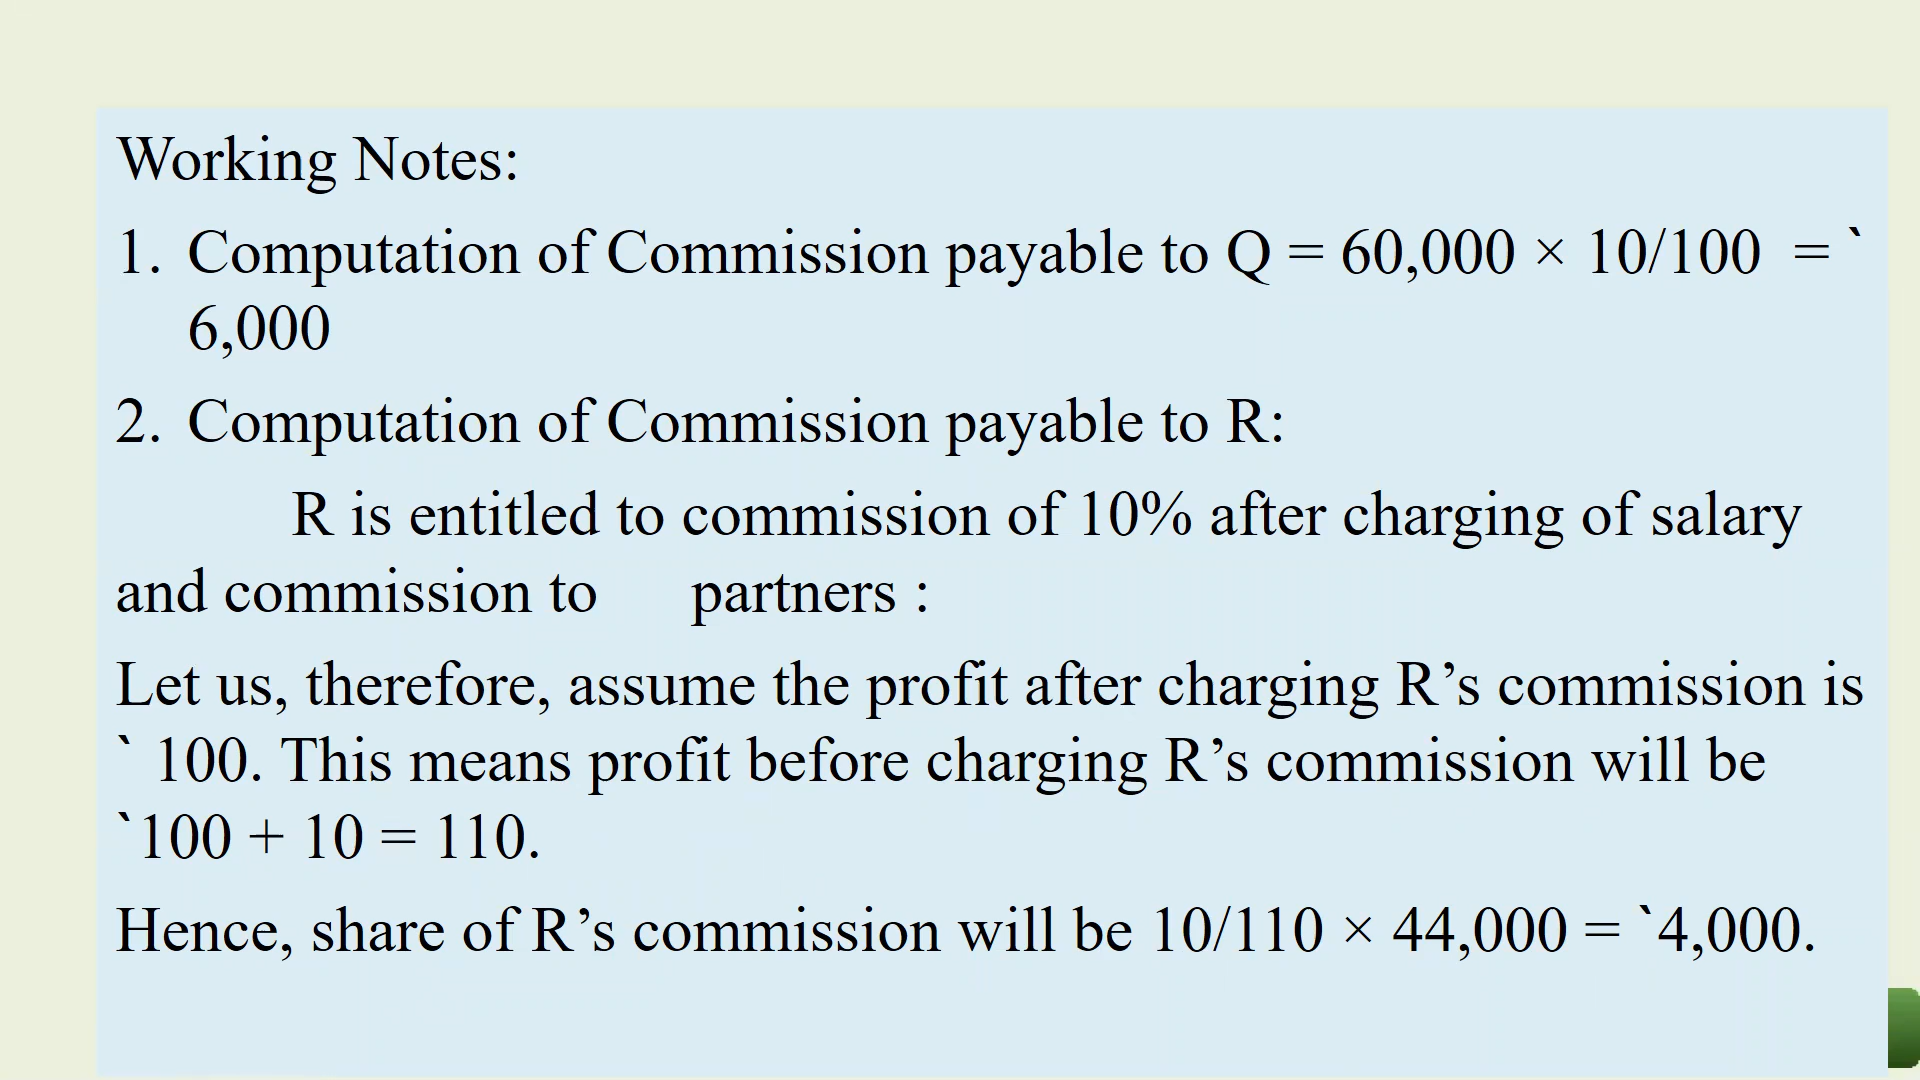 Working Notes:
1. Computation of Commission payable to Q = 60,000 × 10/100 = `
6,000
2. Computation of Commission payable to R:
R is entitled to commission of 10% after charging of salary
and commission to partners :
Let us, therefore, assume the profit after charging R’s commission is
` 100. This means profit before charging R’s commission will be
`100 + 10 = 110.
Hence, share of R’s commission will be 10/110 × 44,000 = `4,000.